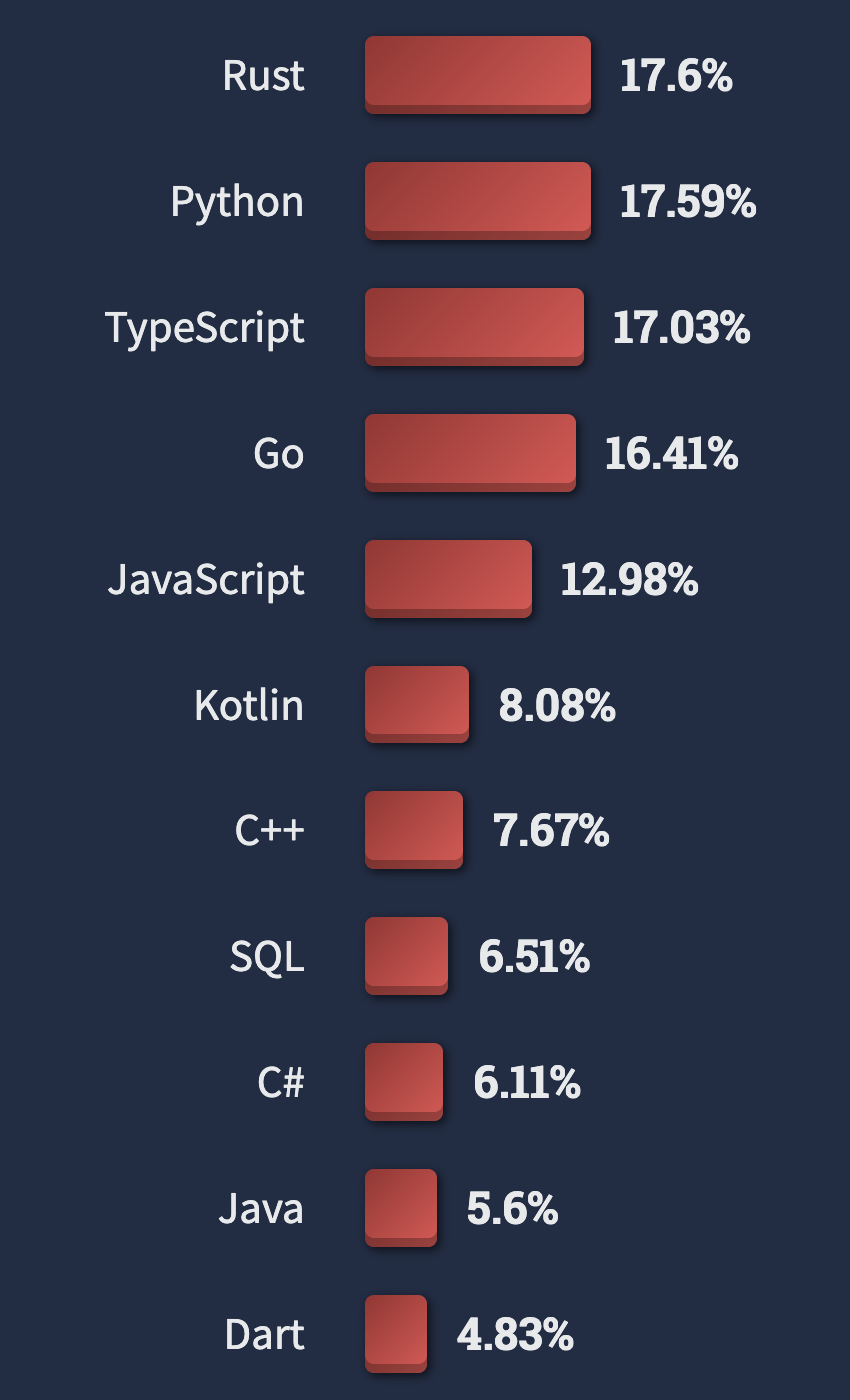 Rust 17.6%
Python 17.59%
TypeScript 17.03%
Go 16.41%
JavaScript 12.98%
Kotlin 8.08%
C++ 7.67%
SQL 6.51%
C# 6.11%
Java 5.6%
Dart 4.83%